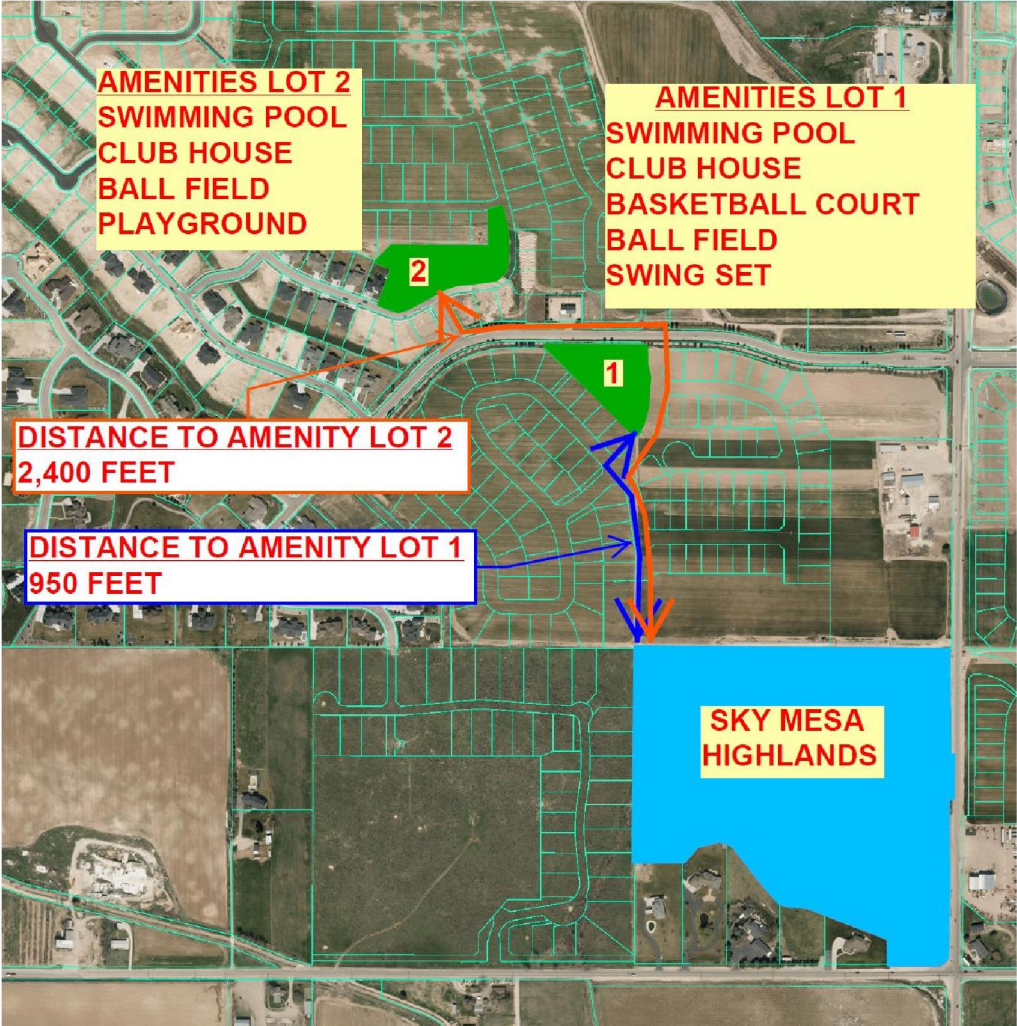 AMENITIES LOT 2
SWIMMING POOL
CLUB HOUSE
BALL FIELD
PLAYGROUND
AMENITIES LOT 1
SWIMMING POOL
CLUB HOUSE
BASKETBALL COURT
BALL FIELD
SWING SET
2
1
DISTANCE TO AMENITY LOT 2
2,400 FEET
DISTANCE TO AMENITY LOT 1
950 FEET
SKY MESA
HIGHLANDS